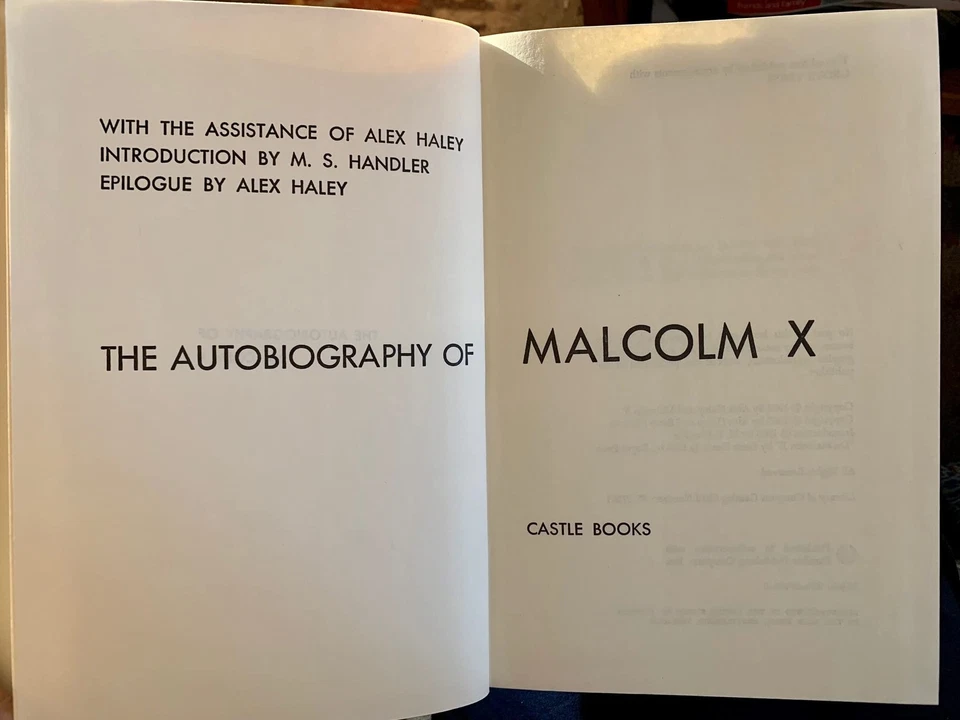 WITH THE ASSISTANCE OF ALEX HALEY
INTRODUCTION BY M. S. HANDLER
EPILOGUE BY ALEX HALEY
THE AUTOBIOGRAPHY OF MALCOLM X
CASTLE BOOKS